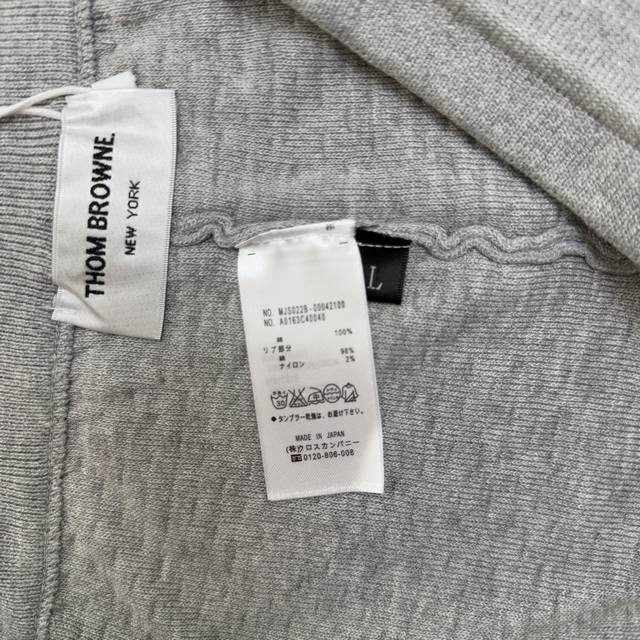 THOM BROWNE.
NEW YORK
L
NO. MJS022B-00042100
NO. A0163C40040
綿 100%
リブ部分
綿 98%
ナイロン 2%
30
●タンブラー乾燥は、お避け下さい。
MADE IN JAPAN
(株)クロスカンパニー
0120-806-008